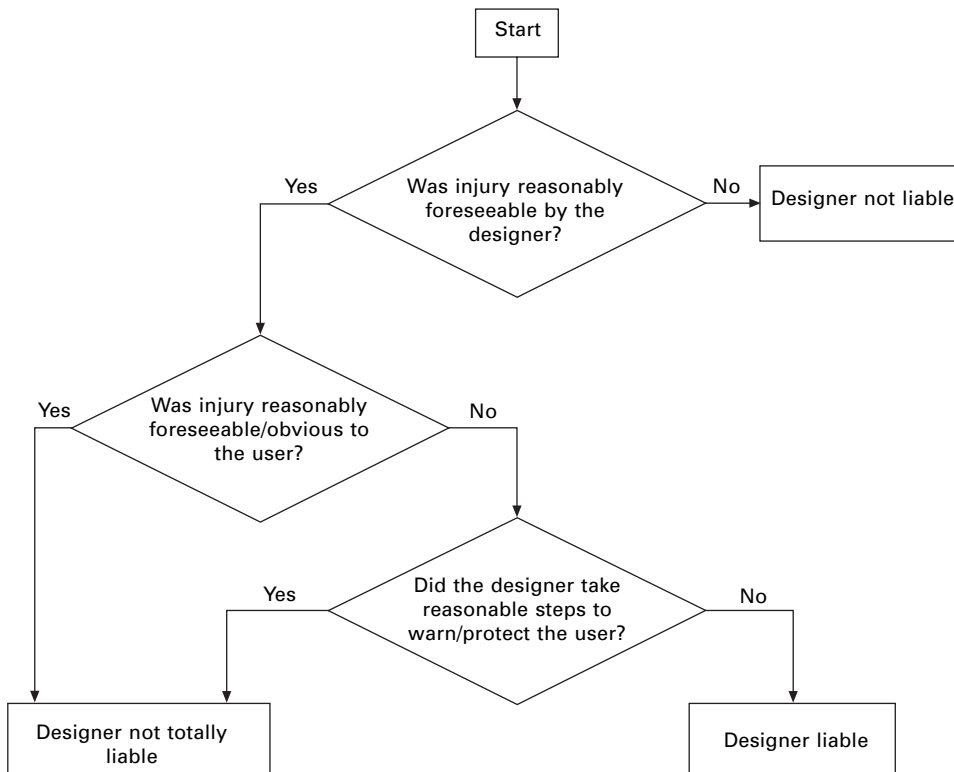 Start
Yes
Was injury reasonably
foreseeable by the
designer?
No
Designer not liable
Yes
Was injury reasonably
foreseeable/obvious to
the user?
No
Yes
Did the designer take
reasonable steps to
warn/protect the user?
No
Designer not totally
liable
Designer liable